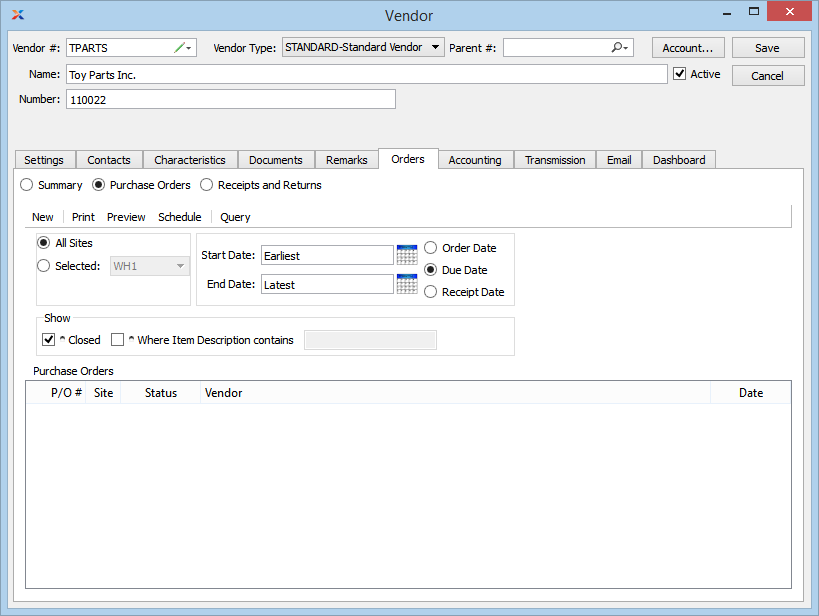 Vendor
Vendor #: TPARTS Vendor Type: STANDARD-Standard Vendor Parent #: Account... Save
Name: Toy Parts Inc. Active Cancel
Number: 110022
Settings Contacts Characteristics Documents Remarks Orders Accounting Transmission Email Dashboard
Summary Purchase Orders Receipts and Returns
New Print Preview Schedule Query
All Sites
Selected: WH1
Start Date: Earliest
End Date: Latest
Order Date
Due Date
Receipt Date
Show
^ Closed ^ Where Item Description contains
Purchase Orders
P/O # Site Status Vendor Date